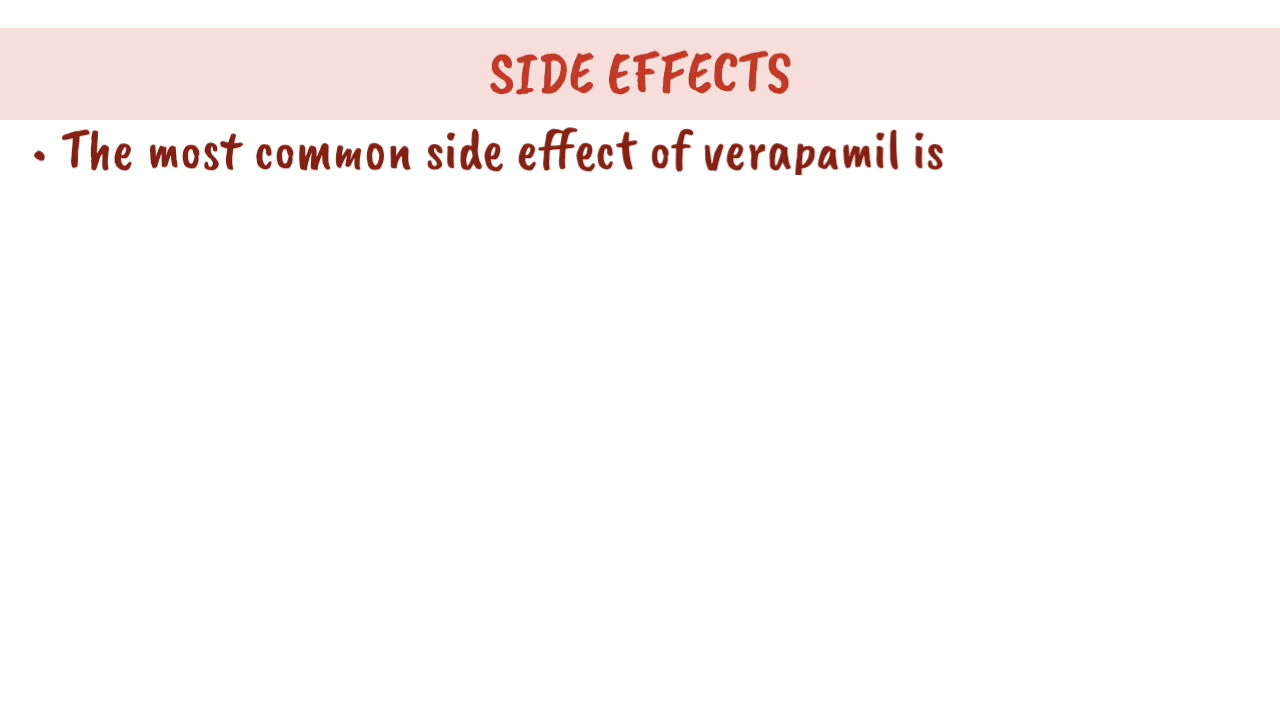 SIDE EFFECTS
• The most common side effect of verapamil is